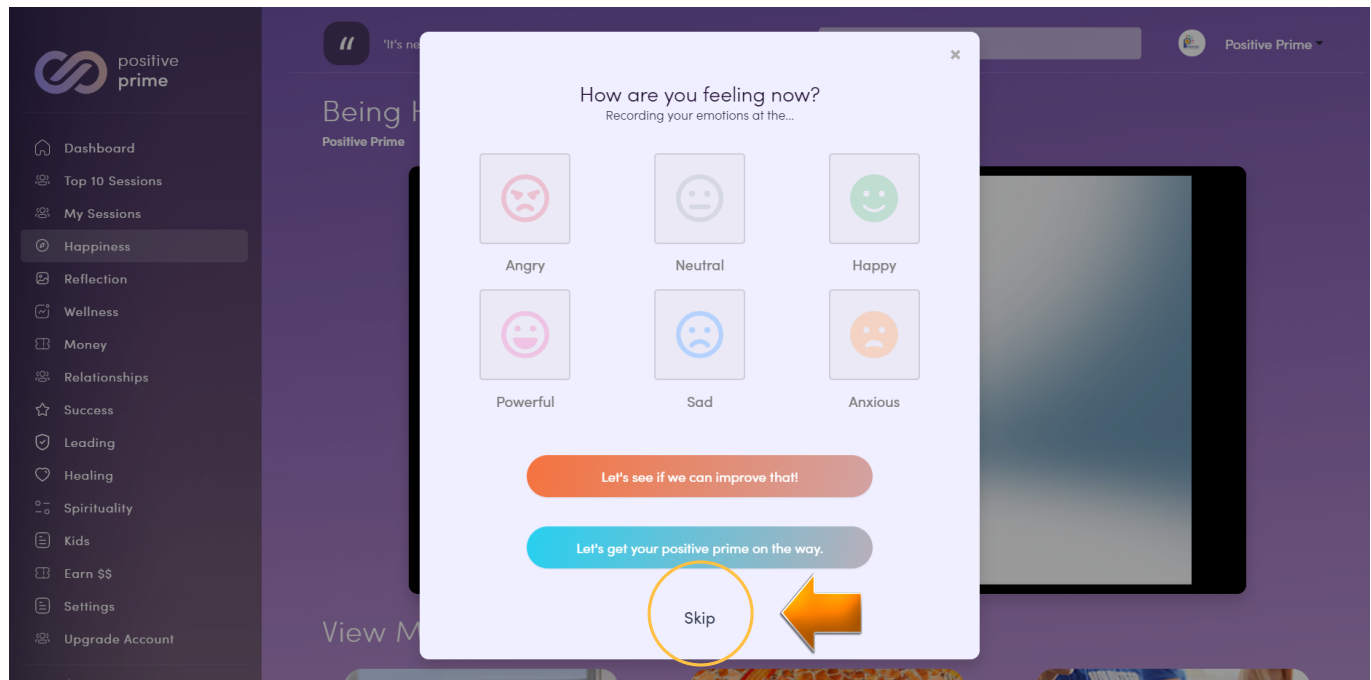 positive
prime
Dashboard
Top 10 Sessions
My Sessions
Happiness
Reflection
Wellness
Money
Relationships
Success
Leading
Healing
Spirituality
Kids
Earn $$
Settings
Upgrade Account
"It's ne
Positive Prime
Being H
Positive Prime
×
How are you feeling now?
Recording your emotions at the...
Angry Neutral Happy
Powerful Sad Anxious
Let's see if we can improve that!
Let's get your positive prime on the way.
Skip
View M